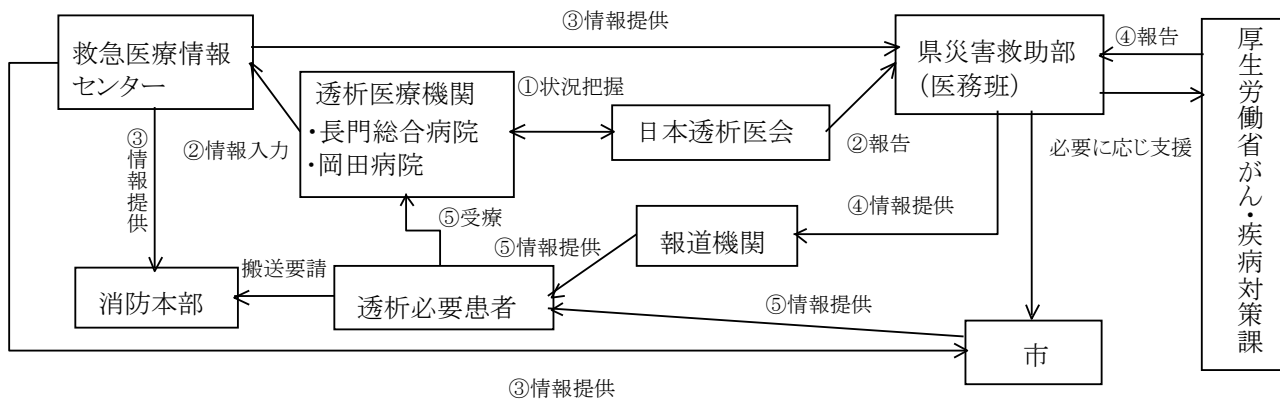 ③情報提供
救急医療情報
センター
県災害救助部
(医務班)
④報告
厚生労働省がん・疾病対策課
透析医療機関
・長門総合病院
・岡田病院
①状況把握
日本透析医会
②情報入力
②報告
必要に応じ支援
③情報提供
⑤受療
④情報提供
報道機関
⑤情報提供
搬送要請
消防本部
透析必要患者
⑤情報提供
市
③情報提供